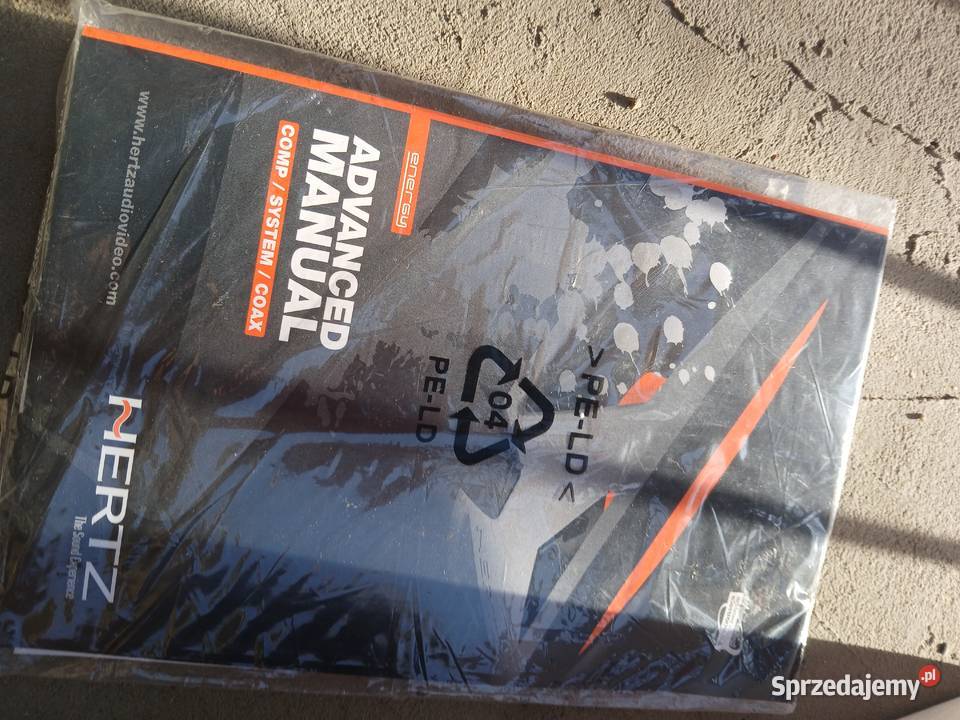 energy
ADVANCED
MANUAL
COMP / SYSTEM / COAX
www.hertzaudiovideo.com
HERTZ
The Sound Experience
>PE-LD<
04
PE-LD
Sprzedajemy.pl